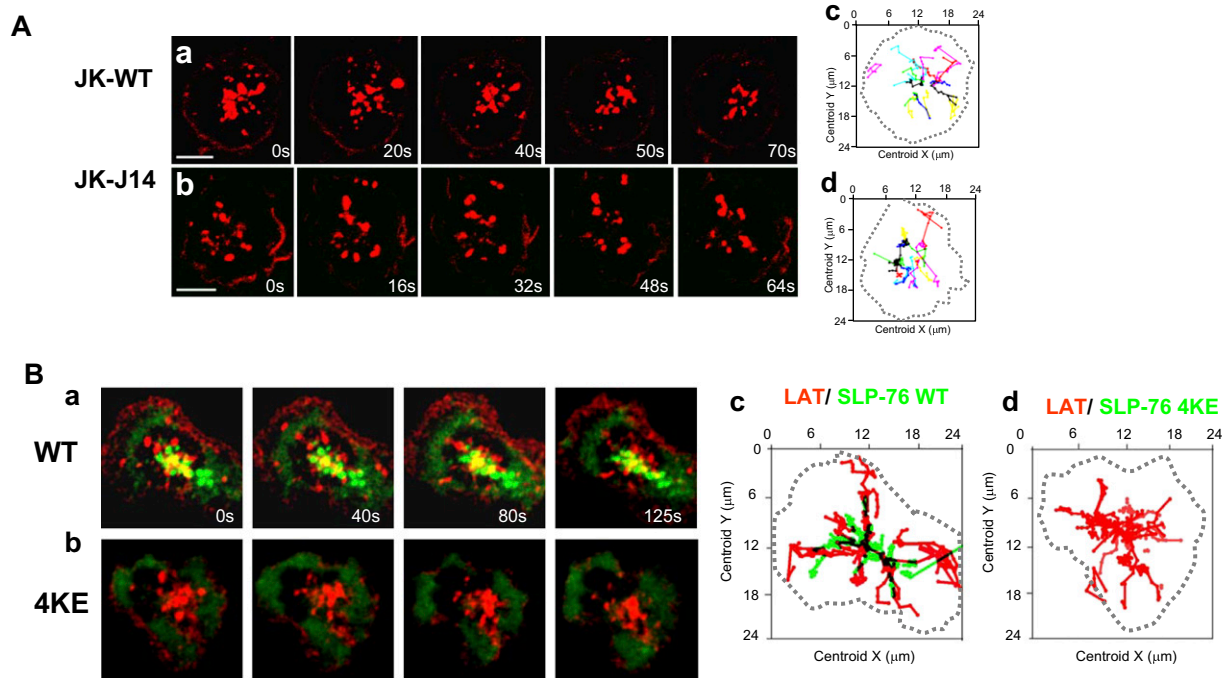 A
JK-WT
a
0s 20s 40s 50s 70s
JK-J14
b
0s 16s 32s 48s 64s
c
0 6 12 18 24
Centroid Y (μm)
0
6
12
18
24
Centroid X (μm)
d
0 6 12 18 24
Centroid Y (μm)
0
6
12
18
24
Centroid X (μm)
B
a
WT
0s 40s 80s 125s
b
4KE
c
LAT/ SLP-76 WT
0 6 12 18 24
Centroid Y (μm)
0
6
12
18
24
Centroid X (μm)
d
LAT/ SLP-76 4KE
0 6 12 18 24
Centroid Y (μm)
0
6
12
18
24
Centroid X (μm)